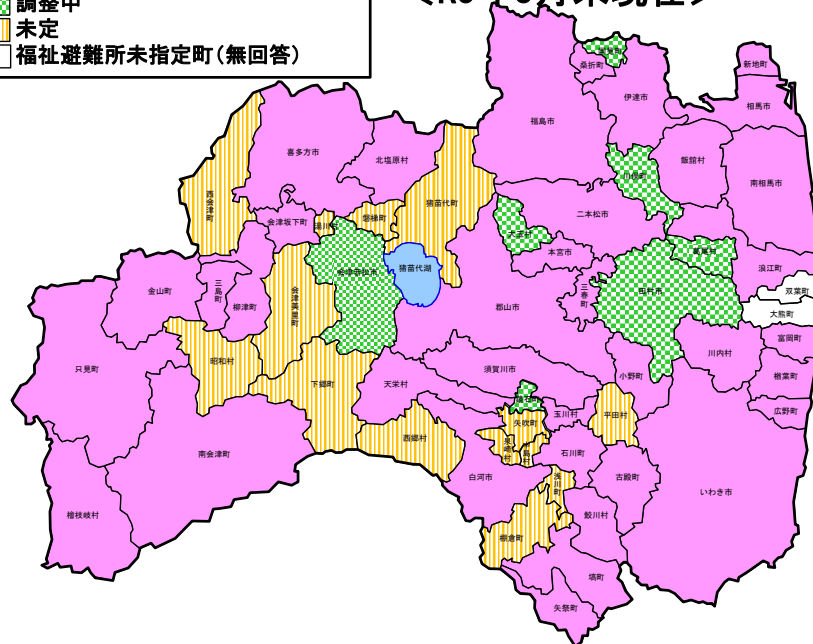 調整中
未定
福祉避難所未指定町(無回答)
桑折町
新地町
伊達市
相馬市
福島市
喜多方市
北塩原村
飯舘村
川俣町
南相馬市
西会津町
猪苗代町
磐梯町
二本松市
会津坂下町
湯川村
大玉村
本宮市
葛尾村
浪江町
会津若松市
猪苗代湖
三春町
田村市
双葉町
金山町
三島町
柳津町
会津美里町
郡山市
大熊町
富岡町
昭和村
川内村
只見町
下郷町
天栄村
須賀川市
小野町
楢葉町
鏡石町
玉川村
平田村
広野町
矢吹町
西郷村
泉崎村
中島村
石川町
南会津町
白河市
浅川町
古殿町
いわき市
檜枝岐村
鮫川村
棚倉町
塙町
矢祭町